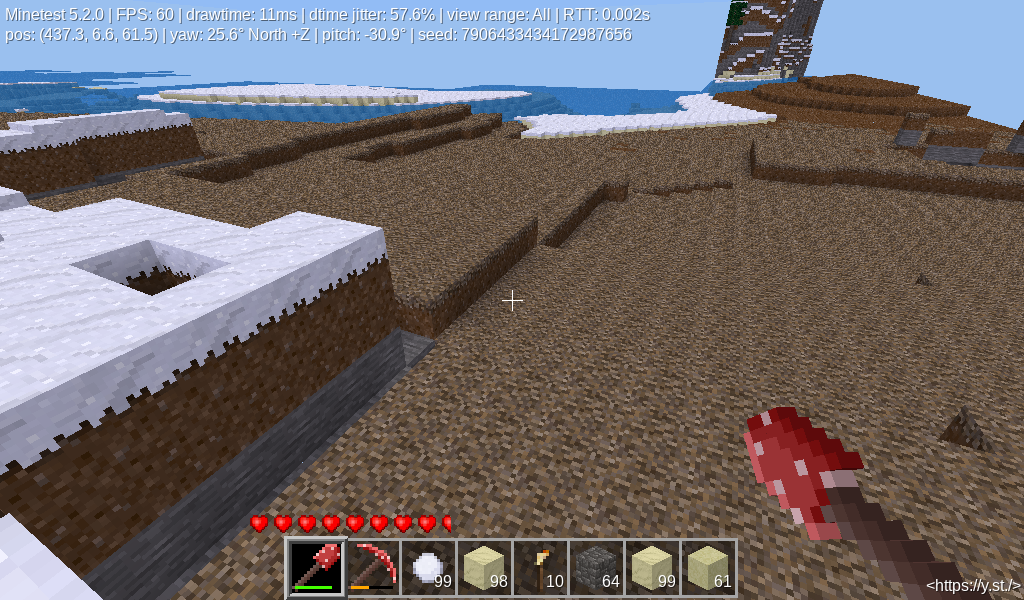 Minetest 5.2.0 | FPS: 60 | drawtime: 11ms | dtime jitter: 57.6% | view range: All | RTT: 0.002s
pos: (437.3, 6.6, 61.5) | yaw: 25.6° North +Z | pitch: -30.9° | seed: 7906433434172987656
99 98 10 64 99 61
<https://y.st./>